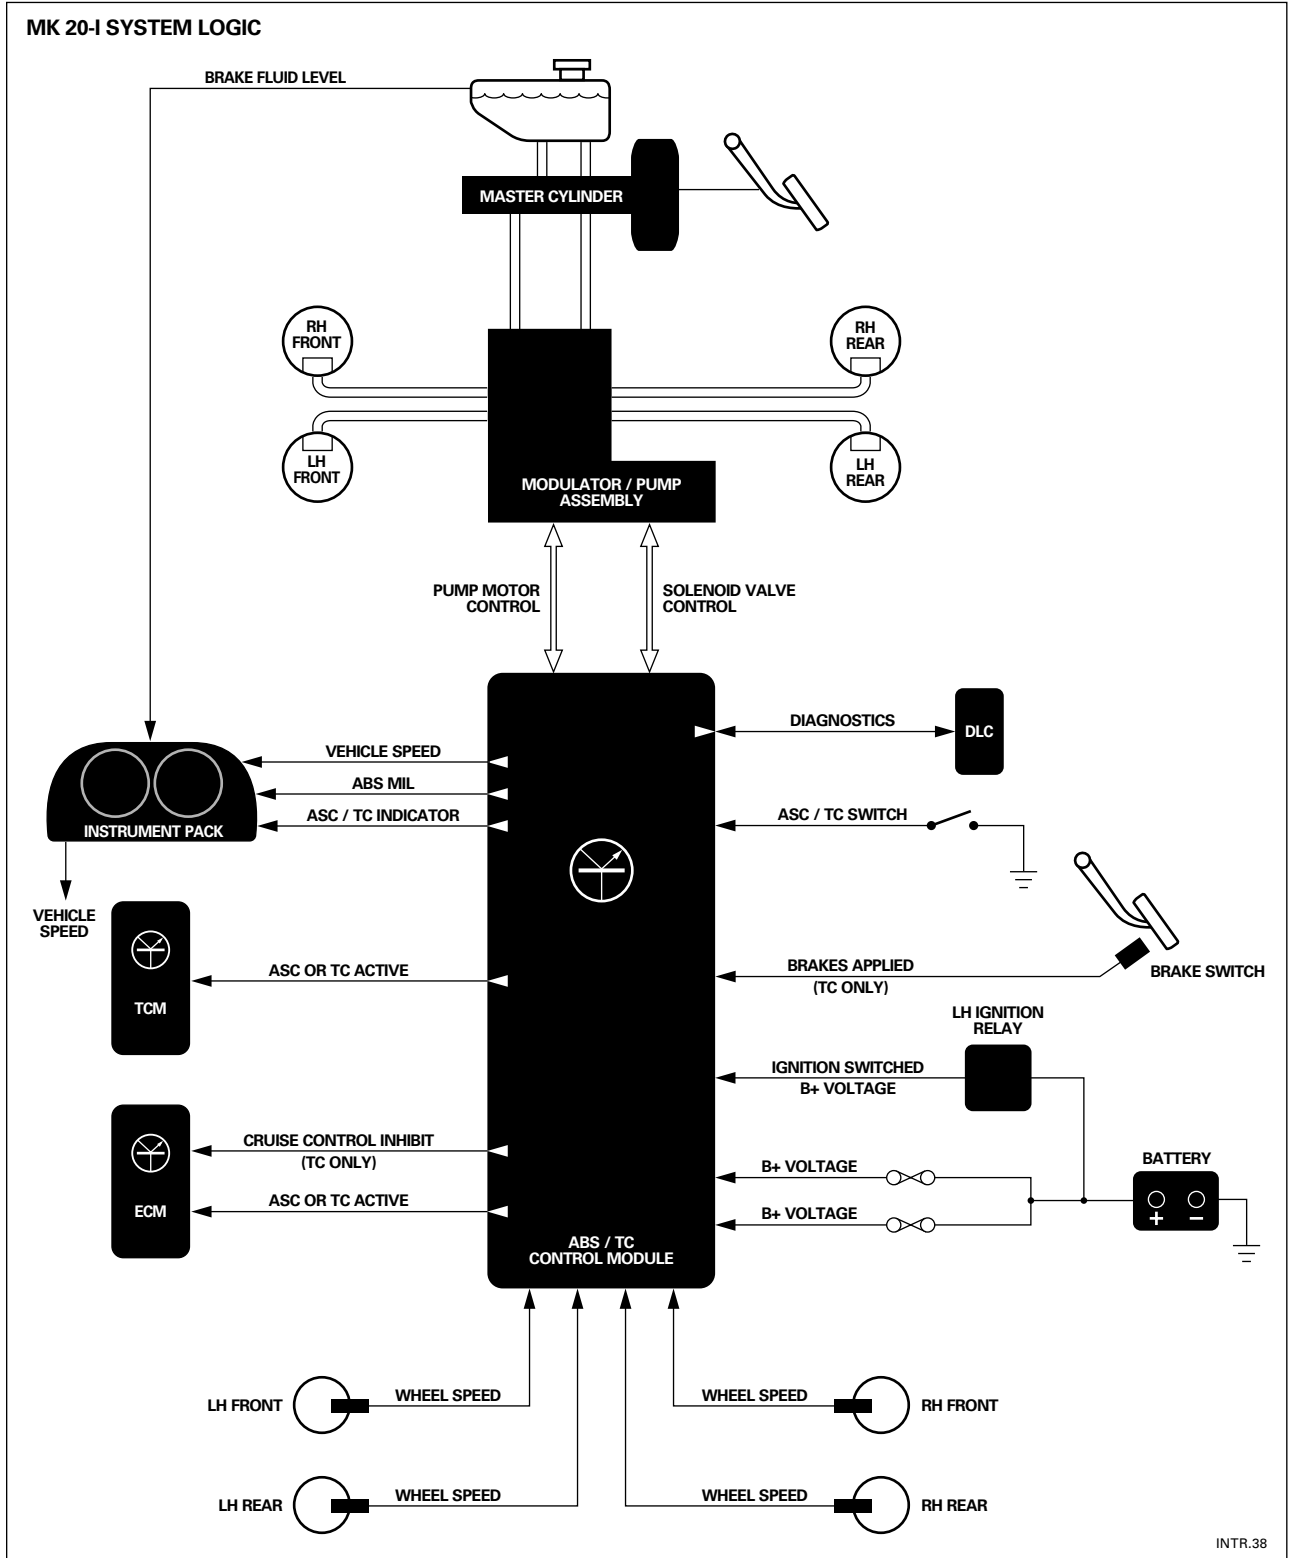 MK 20-I SYSTEM LOGIC
BRAKE FLUID LEVEL
MASTER CYLINDER
RH
FRONT
RH
REAR
LH
FRONT
LH
REAR
MODULATOR / PUMP
ASSEMBLY
PUMP MOTOR
CONTROL
SOLENOID VALVE
CONTROL
DIAGNOSTICS
DLC
VEHICLE SPEED
ABS MIL
ASC / TC INDICATOR
INSTRUMENT PACK
ASC / TC SWITCH
VEHICLE
SPEED
TCM
ASC OR TC ACTIVE
BRAKES APPLIED
(TC ONLY)
BRAKE SWITCH
LH IGNITION
RELAY
IGNITION SWITCHED
B+ VOLTAGE
CRUISE CONTROL INHIBIT
(TC ONLY)
ASC OR TC ACTIVE
ECM
B+ VOLTAGE
B+ VOLTAGE
BATTERY
+ –
ABS / TC
CONTROL MODULE
LH FRONT
WHEEL SPEED
WHEEL SPEED
RH FRONT
LH REAR
WHEEL SPEED
WHEEL SPEED
RH REAR
INTR.38